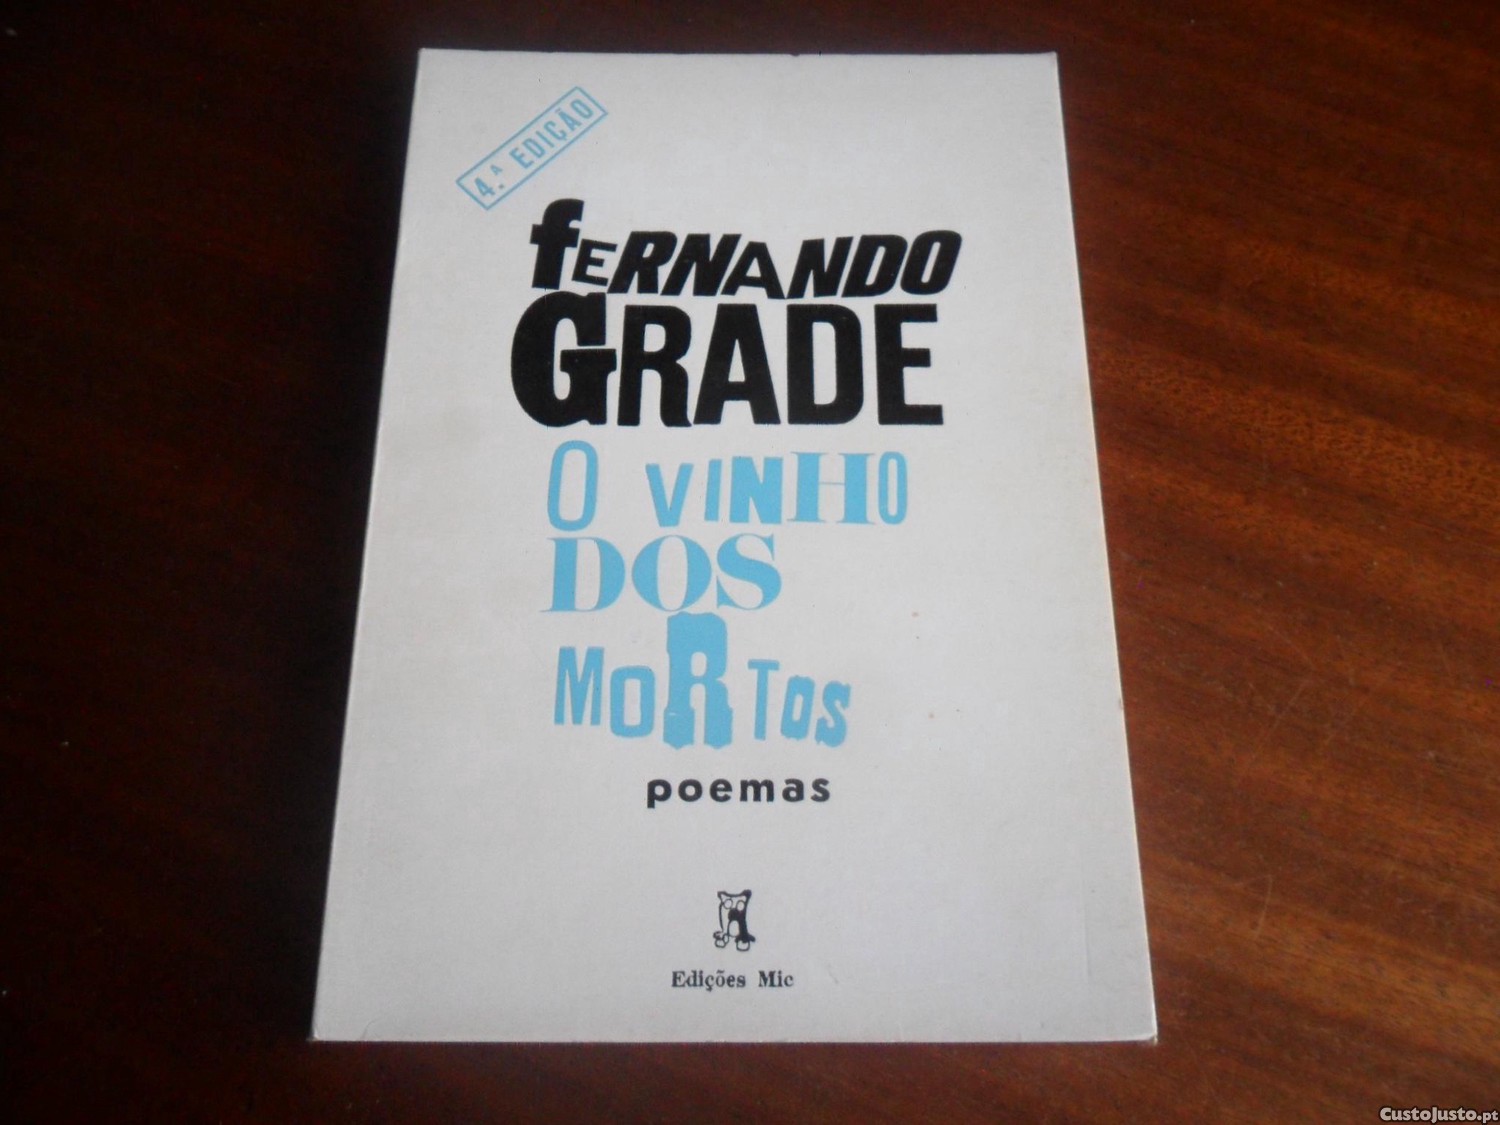 4.ª EDIÇÃO
fERNANDO
GRADE
O VINHO
DOS
MORTOS
poemas
Edições Mic
CustoJusto.pt